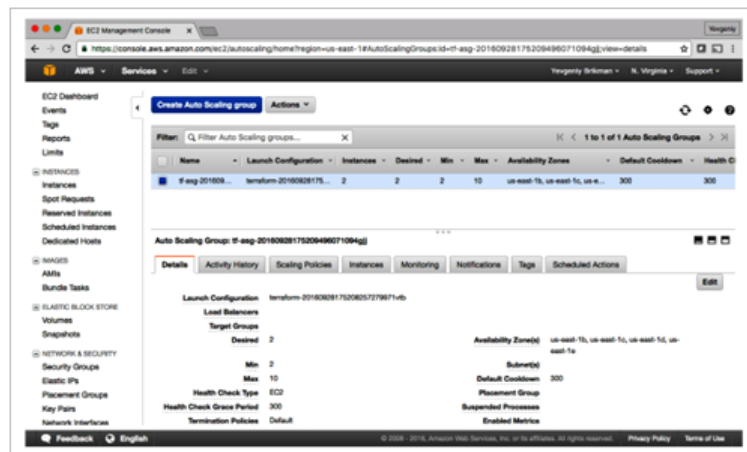 EC2 Management Console
Yevgeniy
https://console.aws.amazon.com/ec2/autoscaling/home?region=us-east-1#AutoScalingGroups:id=tf-asg-20160928175209496071094gjj;view=details
AWS Services Edit Yevgeniy Brikman N. Virginia Support
EC2 Dashboard
Events
Tags
Reports
Limits
INSTANCES
Instances
Spot Requests
Reserved Instances
Scheduled Instances
Dedicated Hosts
IMAGES
AMIs
Bundle Tasks
ELASTIC BLOCK STORE
Volumes
Snapshots
NETWORK & SECURITY
Security Groups
Elastic IPs
Placement Groups
Key Pairs
Network Interfaces
Create Auto Scaling group Actions
Filter: Filter Auto Scaling groups... X 1 to 1 of 1 Auto Scaling Groups
Name Launch Configuration Instances Desired Min Max Availability Zones Default Cooldown Health C
tf-asg-201609... terraform-20160928175... 2 2 2 10 us-east-1b, us-east-1c, us-e... 300 300
Auto Scaling Group: tf-asg-20160928175209496071094gjj
Details Activity History Scaling Policies Instances Monitoring Notifications Tags Scheduled Actions
Edit
Launch Configuration terraform-20160928175208257279971vtb
Load Balancers
Target Groups
Desired 2 Availability Zone(s) us-east-1b, us-east-1c, us-east-1d, us-
east-1e
Min 2 Subnet(s)
Max 10 Default Cooldown 300
Health Check Type EC2 Placement Group
Health Check Grace Period 300 Suspended Processes
Termination Policies Default Enabled Metrics
Feedback English © 2008 - 2016, Amazon Web Services, Inc. or its affiliates. All rights reserved. Privacy Policy Terms of Use